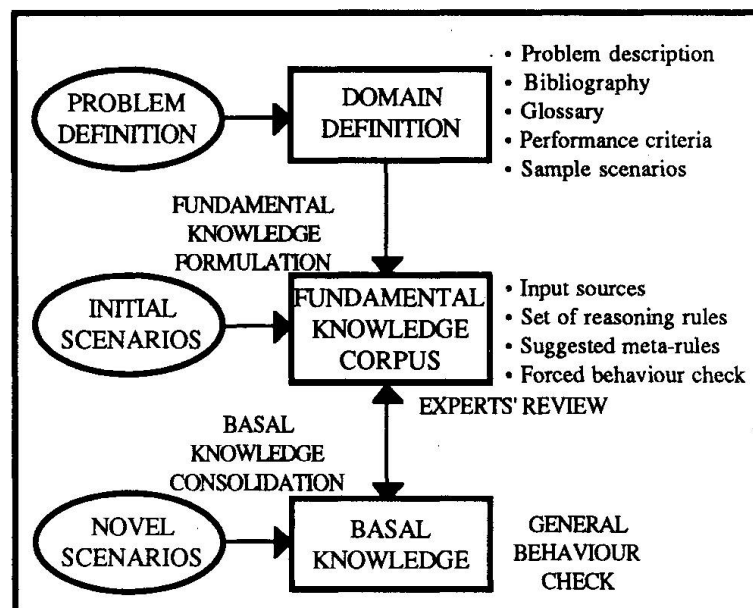 PROBLEM
DEFINITION
DOMAIN
DEFINITION
• Problem description
• Bibliography
• Glossary
• Performance criteria
• Sample scenarios
FUNDAMENTAL
KNOWLEDGE
FORMULATION
INITIAL
SCENARIOS
FUNDAMENTAL
KNOWLEDGE
CORPUS
• Input sources
• Set of reasoning rules
• Suggested meta-rules
• Forced behaviour check
EXPERTS' REVIEW
BASAL
KNOWLEDGE
CONSOLIDATION
NOVEL
SCENARIOS
BASAL
KNOWLEDGE
GENERAL
BEHAVIOUR
CHECK